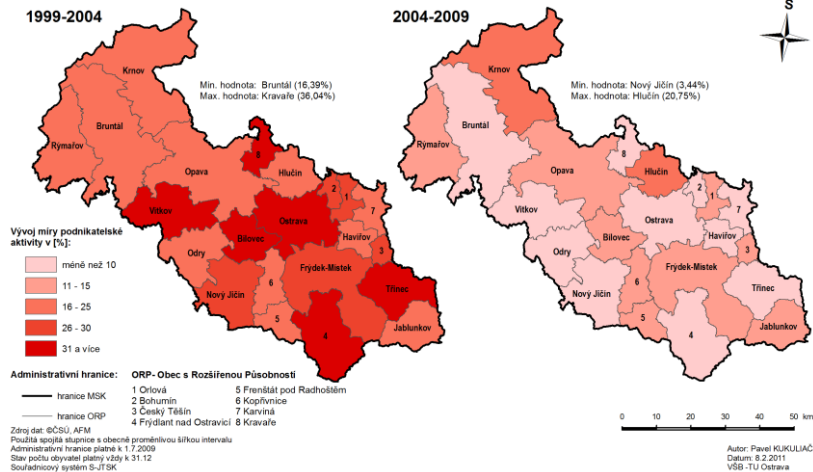 1999-2004
2004-2009
S
Min. hodnota: Bruntál (16,39%)
Max. hodnota: Kravaře (36,04%)
Min. hodnota: Nový Jičín (3,44%)
Max. hodnota: Hlučín (20,75%)
Krnov
Bruntál
Rýmařov
Opava
8
Hlučín
2
1
7
Vítkov
Ostrava
Bílovec
Havířov
3
Odry
Frýdek-Místek
6
Nový Jičín
Třinec
5
4
Jablunkov
Krnov
Bruntál
Rýmařov
Opava
8
Hlučín
2
1
7
Vítkov
Ostrava
Bílovec
Havířov
3
Odry
Frýdek-Místek
6
Nový Jičín
Třinec
5
4
Jablunkov
Vývoj míry podnikatelské
aktivity v [%]:
méně než 10
11 - 15
16 - 25
26 - 30
31 a více
Administrativní hranice:
hranice MSK
hranice ORP
ORP- Obec s Rozšířenou Působností
1 Orlová
2 Bohumín
3 Český Těšín
4 Frýdlant nad Ostravicí
5 Frenštát pod Radhoštěm
6 Kopřivnice
7 Karviná
8 Kravaře
Zdroj dat: ©ČSÚ, AFM
Použitá spojitá stupnice s obecně proměnlivou šířkou intervalu
Administrativní hranice platné k 1.7.2009
Stav počtu obyvatel platný vždy k 31.12
Souřadnicový systém S-JTSK
0 10 20 30 40 50 km
Autor: Pavel KUKULIAČ
Datum: 8.2.2011
VŠB -TU Ostrava